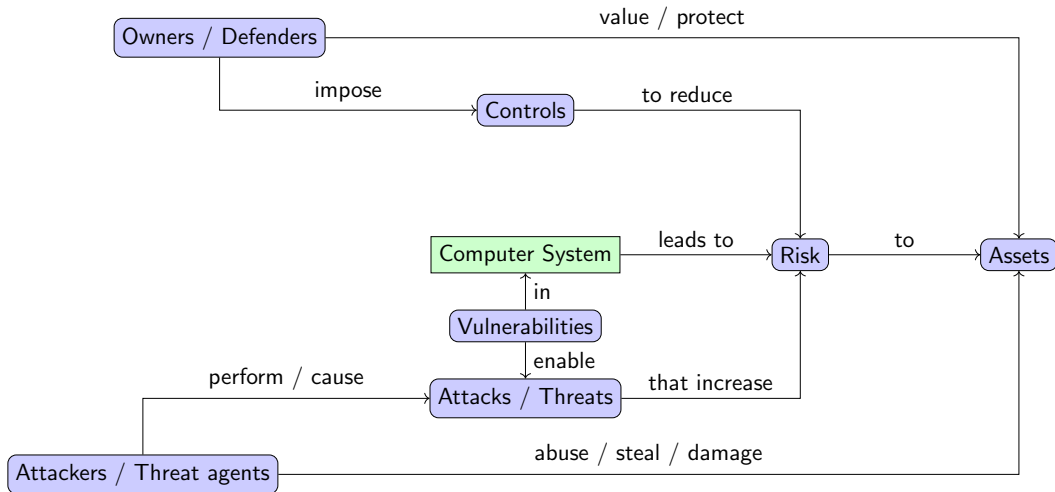 value / protect
Owners / Defenders
impose
Controls
to reduce
Computer System
leads to
Risk
to
Assets
in
Vulnerabilities
enable
perform / cause
Attacks / Threats
that increase
Attackers / Threat agents
abuse / steal / damage